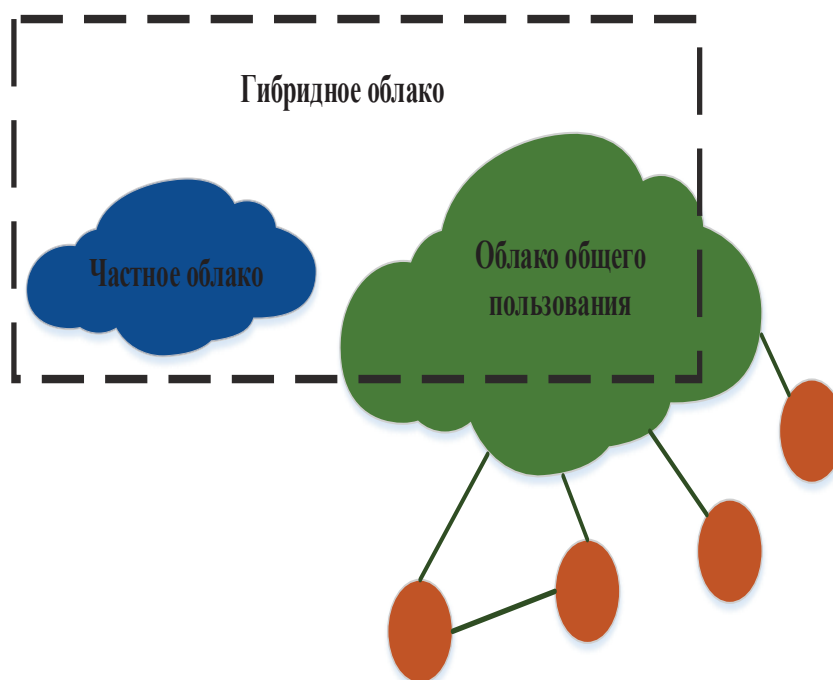 Гибридное облако
Частное облако
Облако общего
пользования